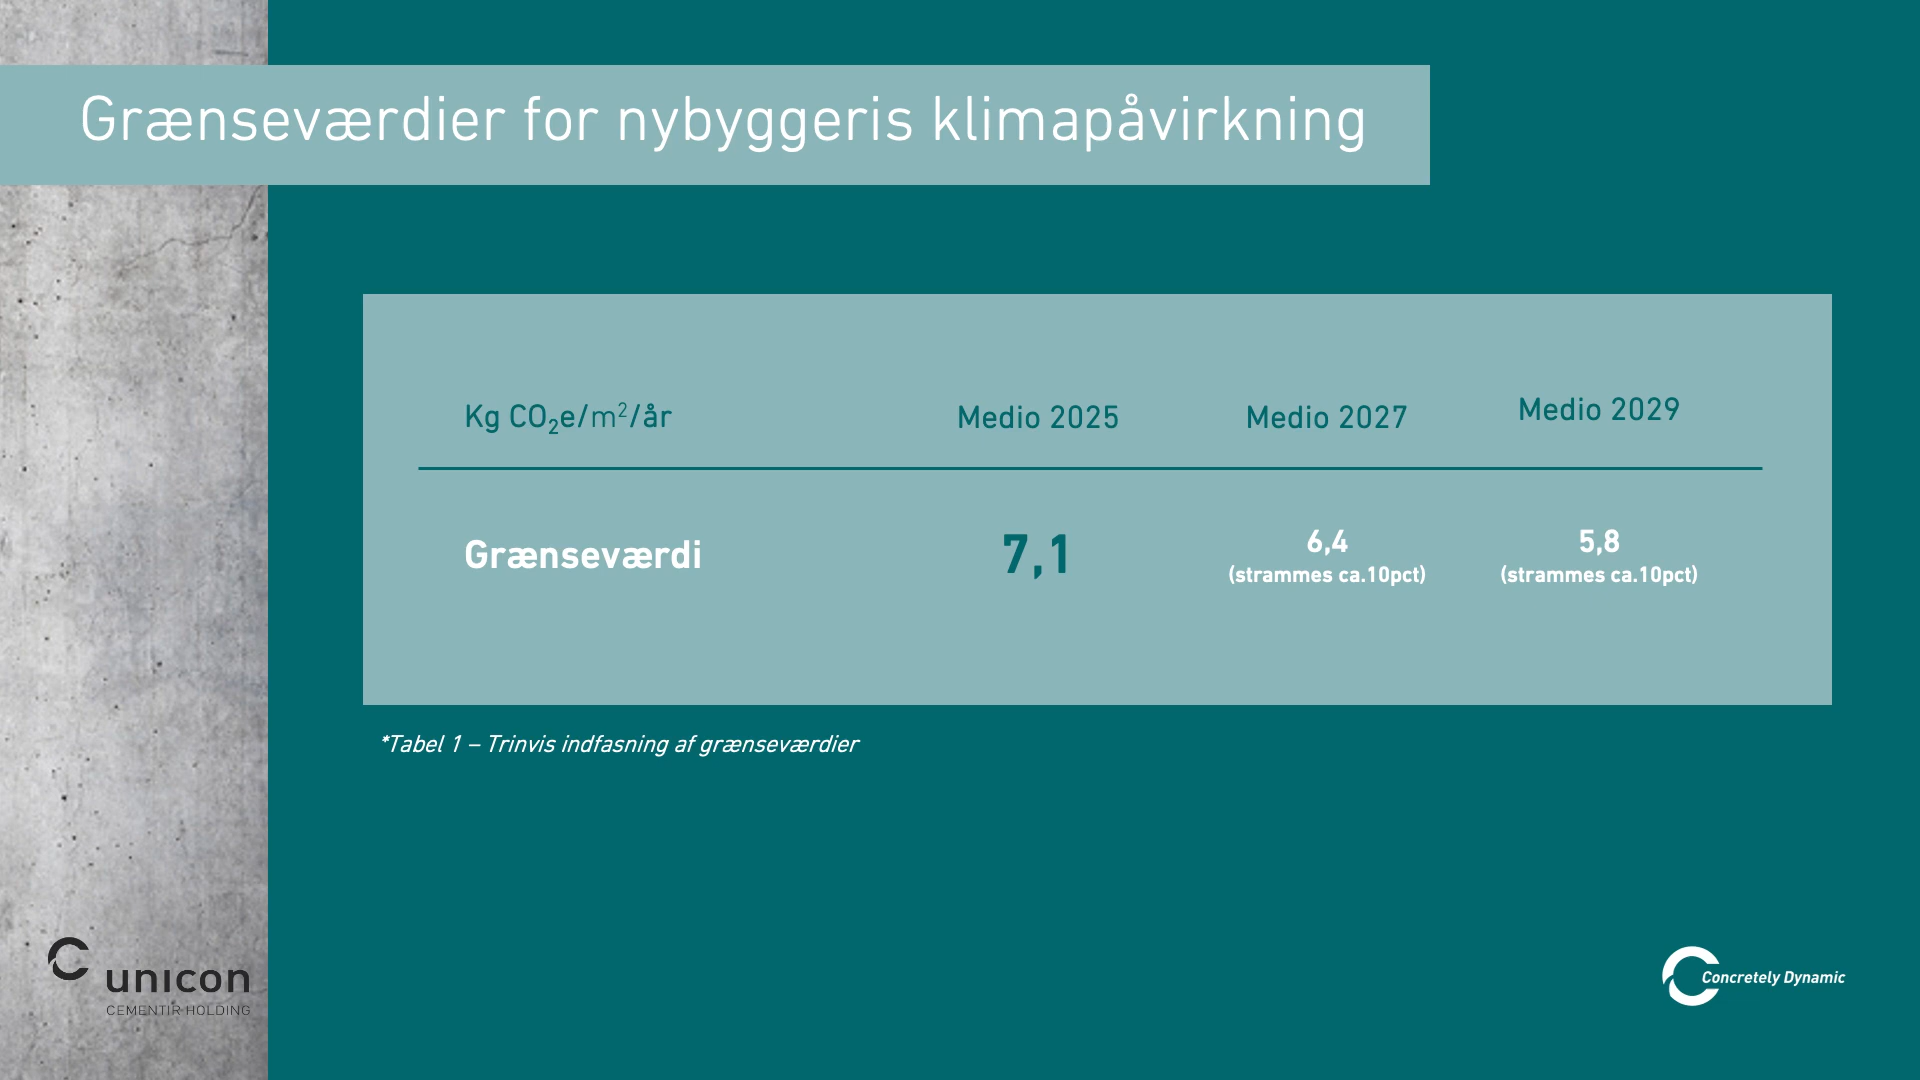 Grænseværdier for nybyggeris klimapåvirkning
Kg CO₂e/m²/år Medio 2025 Medio 2027 Medio 2029
Grænseværdi 7,1 6,4 5,8
(strammes ca.10pct) (strammes ca.10pct)
*Tabel 1 – Trinvis indfasning af grænseværdier
unicon
CEMENTIR HOLDING
Concretely Dynamic